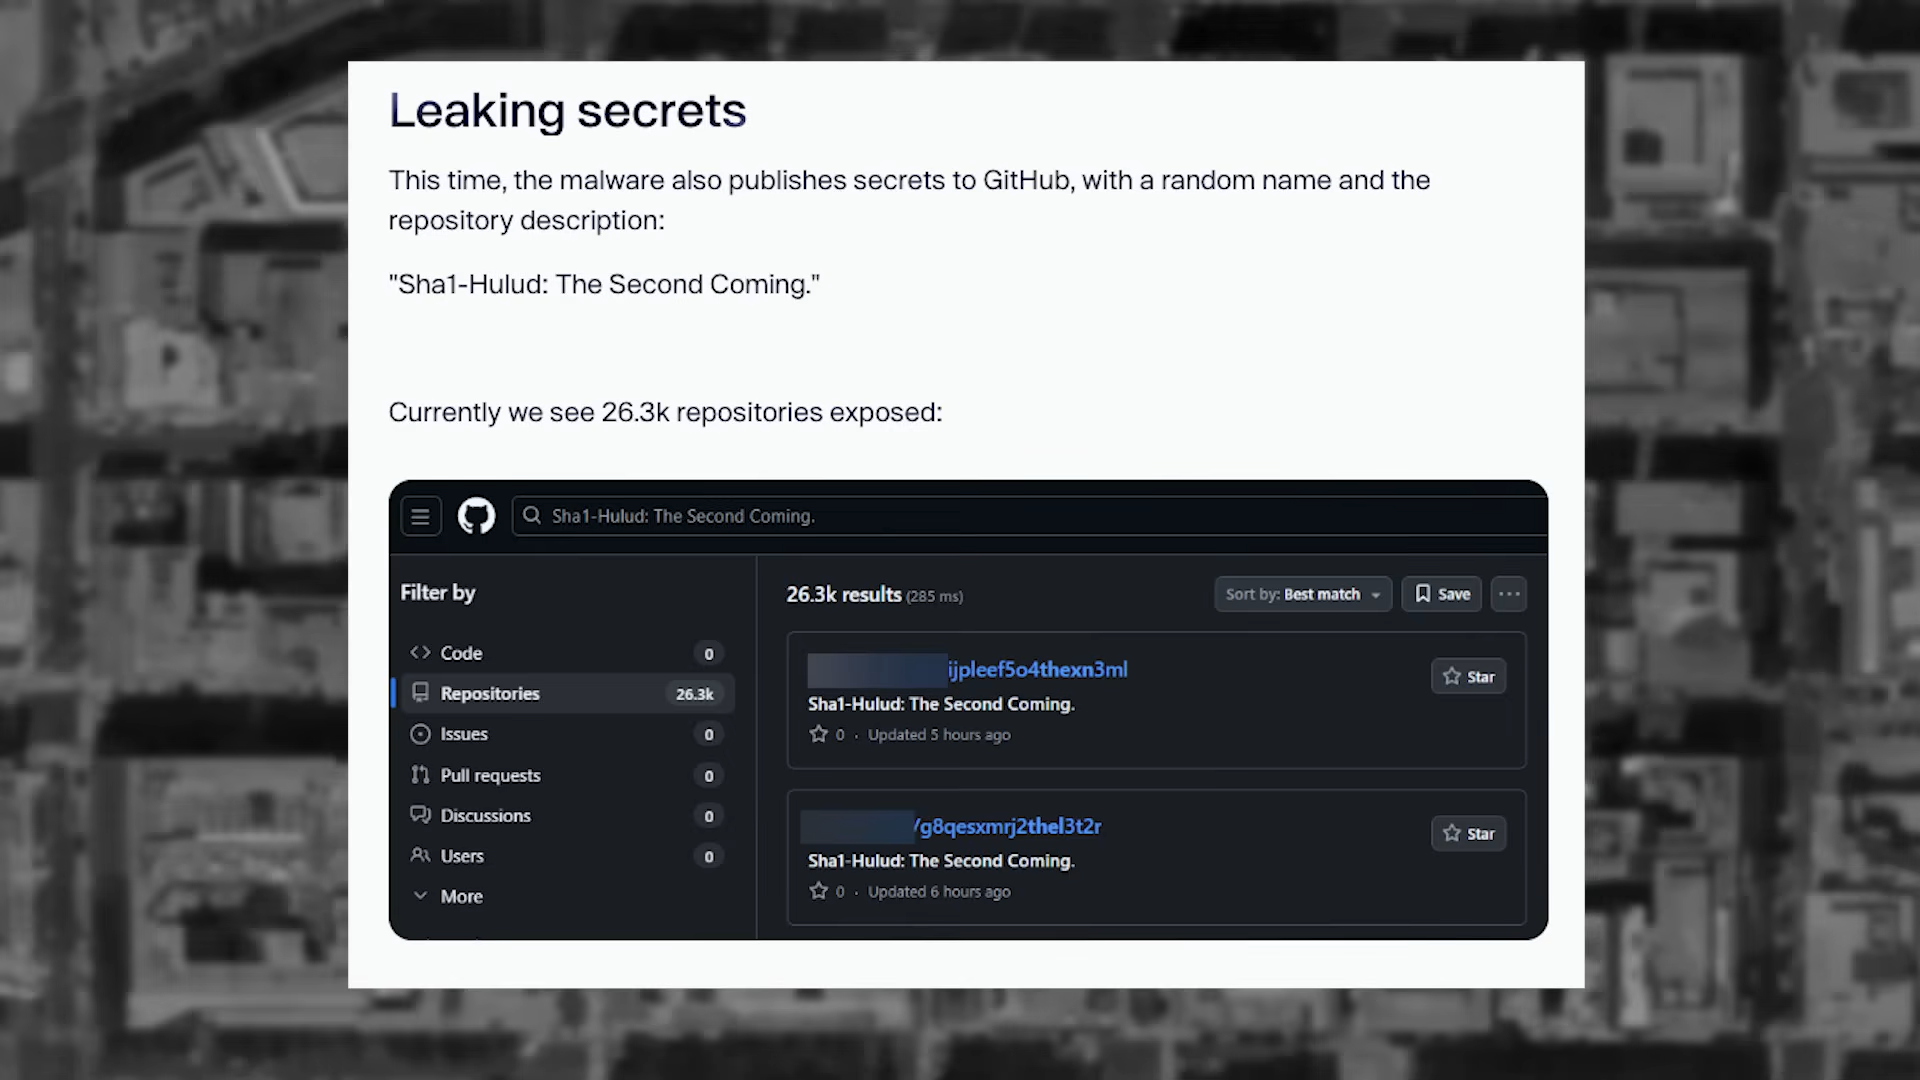 Leaking secrets
This time, the malware also publishes secrets to GitHub, with a random name and the
repository description:
"Sha1-Hulud: The Second Coming."
Currently we see 26.3k repositories exposed:
Sha1-Hulud: The Second Coming.
Filter by
Code 0
Repositories 26.3k
Issues 0
Pull requests 0
Discussions 0
Users 0
More
26.3k results (285 ms)
Sort by: Best match
Save
ijpleef5o4thexn3ml
Star
Sha1-Hulud: The Second Coming.
0 · Updated 5 hours ago
/g8qesxmrj2thel3t2r
Star
Sha1-Hulud: The Second Coming.
0 · Updated 6 hours ago